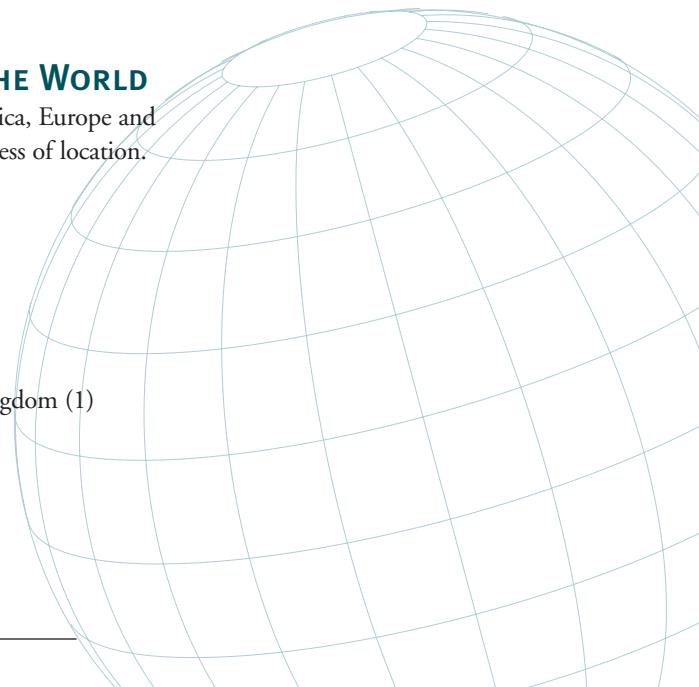 HE WORLD
ica, Europe and
ess of location.
gdom (1)